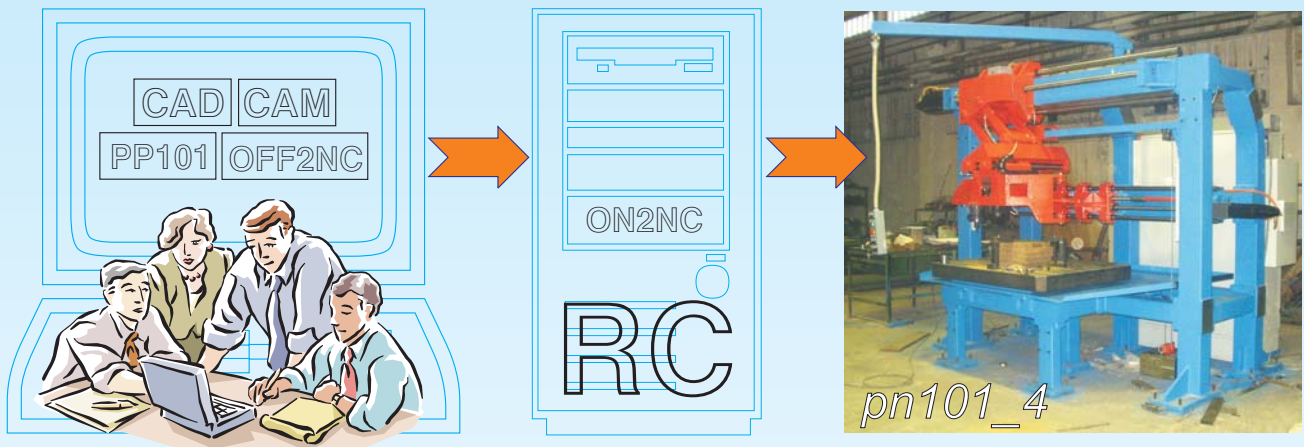 CAD CAM
PP101 OFF2NC
ON2NC
RC
pn101_4